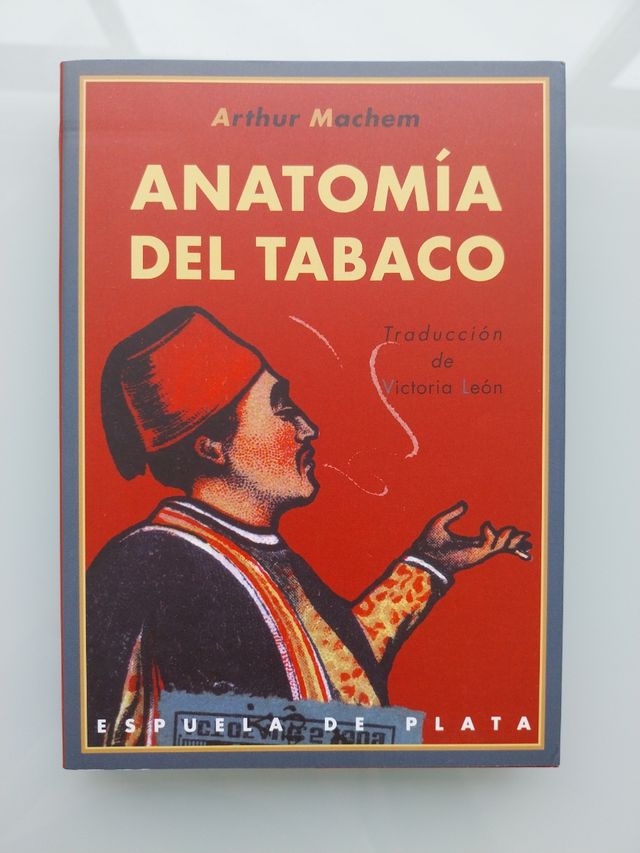 Arthur Machem
ANATOMÍA
DEL TABACO
Traducción
de
Victoria León
ESPUELA DE PLATA